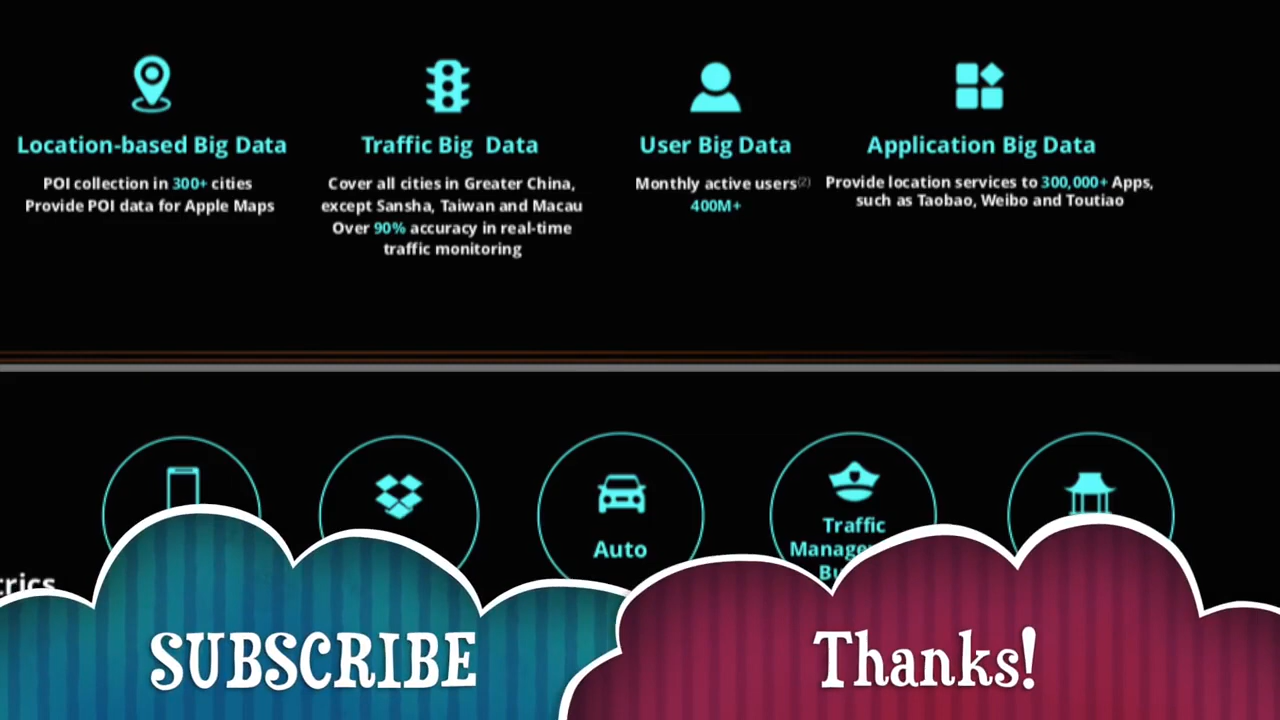 Location-based Big Data
POI collection in 300+ cities
Provide POI data for Apple Maps
Traffic Big Data
Cover all cities in Greater China,
except Sansha, Taiwan and Macau
Over 90% accuracy in real-time
traffic monitoring
User Big Data
Monthly active users(2)
400M+
Application Big Data
Provide location services to 300,000+ Apps,
such as Taobao, Weibo and Toutiao
Auto
Traffic
trics
SUBSCRIBE
Thanks!